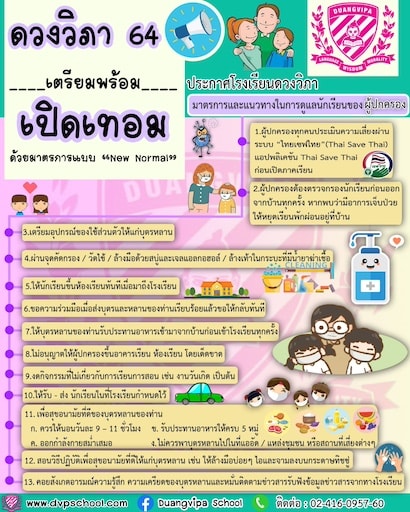 ดวงวิภา 64
____เตรียมพร้อม____
เปิดเทอม
ด้วยมาตรการแบบ “New Normal”
DUANGVIPA
LANGUAGE WISDOM MORALITY
ประกาศโรงเรียนดวงวิภา
มาตรการและแนวทางในการดูแลนักเรียนของ ผู้ปกครอง
1.ผู้ปกครองทุกคนประเมินความเสี่ยงผ่าน
ระบบ "ไทยเซฟไทย"(Thai Save Thai)
แอปพลิเคชัน Thai Save Thai
ก่อนเปิดภาคเรียน
2.ผู้ปกครองต้องตรวจกรองนักเรียนก่อนออก
จากบ้านทุกครั้ง หากพบว่ามีอาการเจ็บป่วย
ให้หยุดเรียนพักผ่อนอยู่ที่บ้าน
3.เตรียมอุปกรณ์ของใช้ส่วนตัวให้แก่บุตรหลาน
4.ผ่านจุดคัดกรอง / วัดไข้ / ล้างมือด้วยสบู่และเจลแอลกอฮอล์ / ล้างเท้าในกระบะที่มีน้ำยาฆ่าเชื้อ
CLEANING
5.ให้นักเรียนขึ้นห้องเรียนทันทีเมื่อมาถึงโรงเรียน
6.ขอความร่วมมือเมื่อส่งบุตรและหลานของท่านเรียบร้อยแล้วขอให้กลับทันที
7.ให้บุตรหลานของท่านรับประทานอาหารเช้ามาจากบ้านก่อนเข้าโรงเรียนทุกครั้ง
8.ไม่อนุญาตให้ผู้ปกครองขึ้นอาคารเรียน ห้องเรียน โดยเด็ดขาด
9.งดกิจกรรมที่ไม่เกี่ยวกับการเรียนการสอน เช่น งานวันเกิด เป็นต้น
10.ให้รับ - ส่ง นักเรียนในที่โรงเรียนกำหนดไว้
11. เพื่อสุขอนามัยที่ดีของบุตรหลานของท่าน
ก. ควรให้นอนวันละ 9 – 11 ชั่วโมง ข. รับประทานอาหารให้ครบ 5 หมู่
ค. ออกกำลังกายสม่ำเสมอ ง.ไม่ควรพาบุตรหลานไปในที่แออัด / แหล่งชุมชน หรือสถานที่เสี่ยงต่างๆ
12. สอนวิธีปฏิบัติเพื่อสุขอนามัยที่ดีให้แก่บุตรหลาน เช่น ให้ล้างมือบ่อยๆ ไอและจามลงบนกระดาษทิชชู่
13. คอยสังเกตอารมณ์ความรู้สึก ความเครียดของบุตรหลานและหมั่นติดตามข่าวสารรับฟังข้อมูลข่าวสารจากทางโรงเรียน
www.dvpschool.com Duangvipa School ติดต่อ : 02-416-0957-60